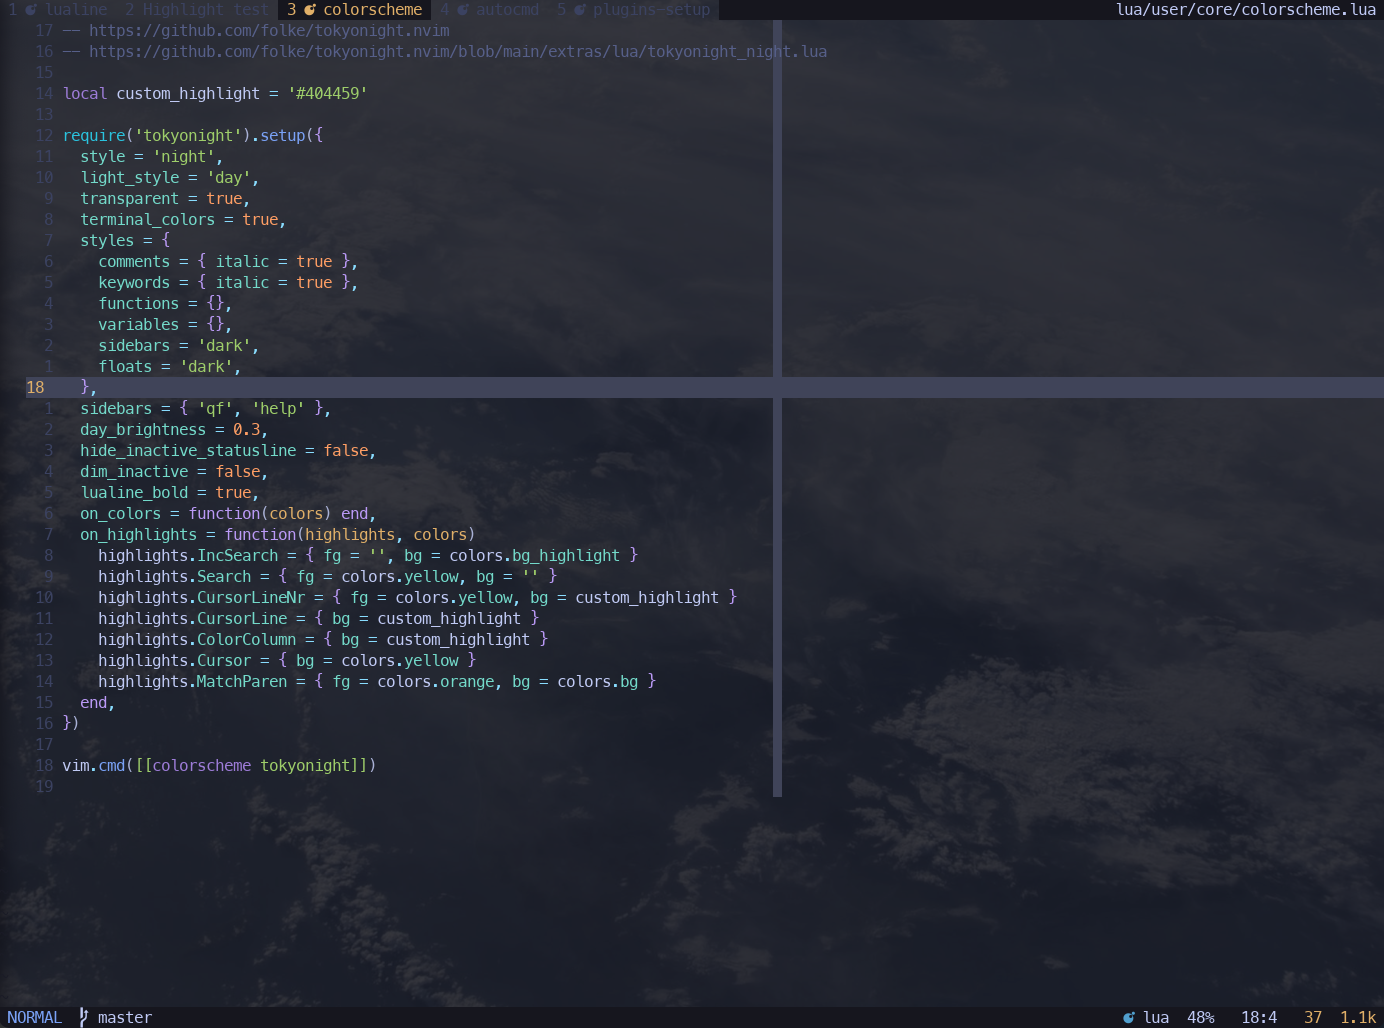 1 lualine 2 Highlight test 3 colorscheme 4 autocmd 5 plugins-setup lua/user/core/colorscheme.lua
17 -- https://github.com/folke/tokyonight.nvim
16 -- https://github.com/folke/tokyonight.nvim/blob/main/extras/lua/tokyonight_night.lua
15
14 local custom_highlight = '#404459'
13
12 require('tokyonight').setup({
11   style = 'night',
10   light_style = 'day',
9   transparent = true,
8   terminal_colors = true,
7   styles = {
6     comments = { italic = true },
5     keywords = { italic = true },
4     functions = {},
3     variables = {},
2     sidebars = 'dark',
1     floats = 'dark',
18   },
1   sidebars = { 'qf', 'help' },
2   day_brightness = 0.3,
3   hide_inactive_statusline = false,
4   dim_inactive = false,
5   lualine_bold = true,
6   on_colors = function(colors) end,
7   on_highlights = function(highlights, colors)
8     highlights.IncSearch = { fg = '', bg = colors.bg_highlight }
9     highlights.Search = { fg = colors.yellow, bg = '' }
10     highlights.CursorLineNr = { fg = colors.yellow, bg = custom_highlight }
11     highlights.CursorLine = { bg = custom_highlight }
12     highlights.ColorColumn = { bg = custom_highlight }
13     highlights.Cursor = { bg = colors.yellow }
14     highlights.MatchParen = { fg = colors.orange, bg = colors.bg }
15   end,
16 })
17
18 vim.cmd([[colorscheme tokyonight]])
19
NORMAL master lua 48% 18:4 37 1.1k